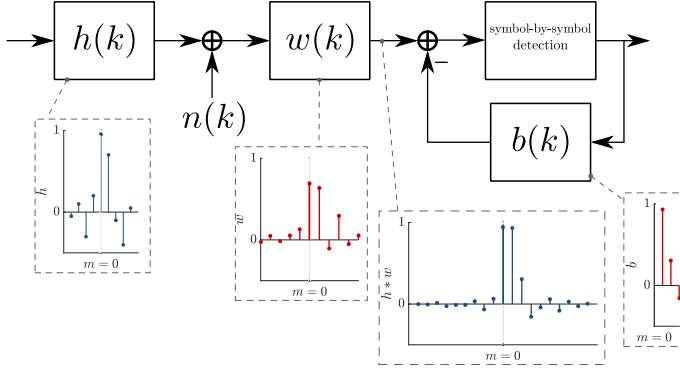 h(k)
w(k)
symbol-by-symbol
detection
−
n(k)
b(k)
1
0
h
m = 0
1
0
w̄
m = 0
1
0
h * w
m = 0
1
0
b
m = 0